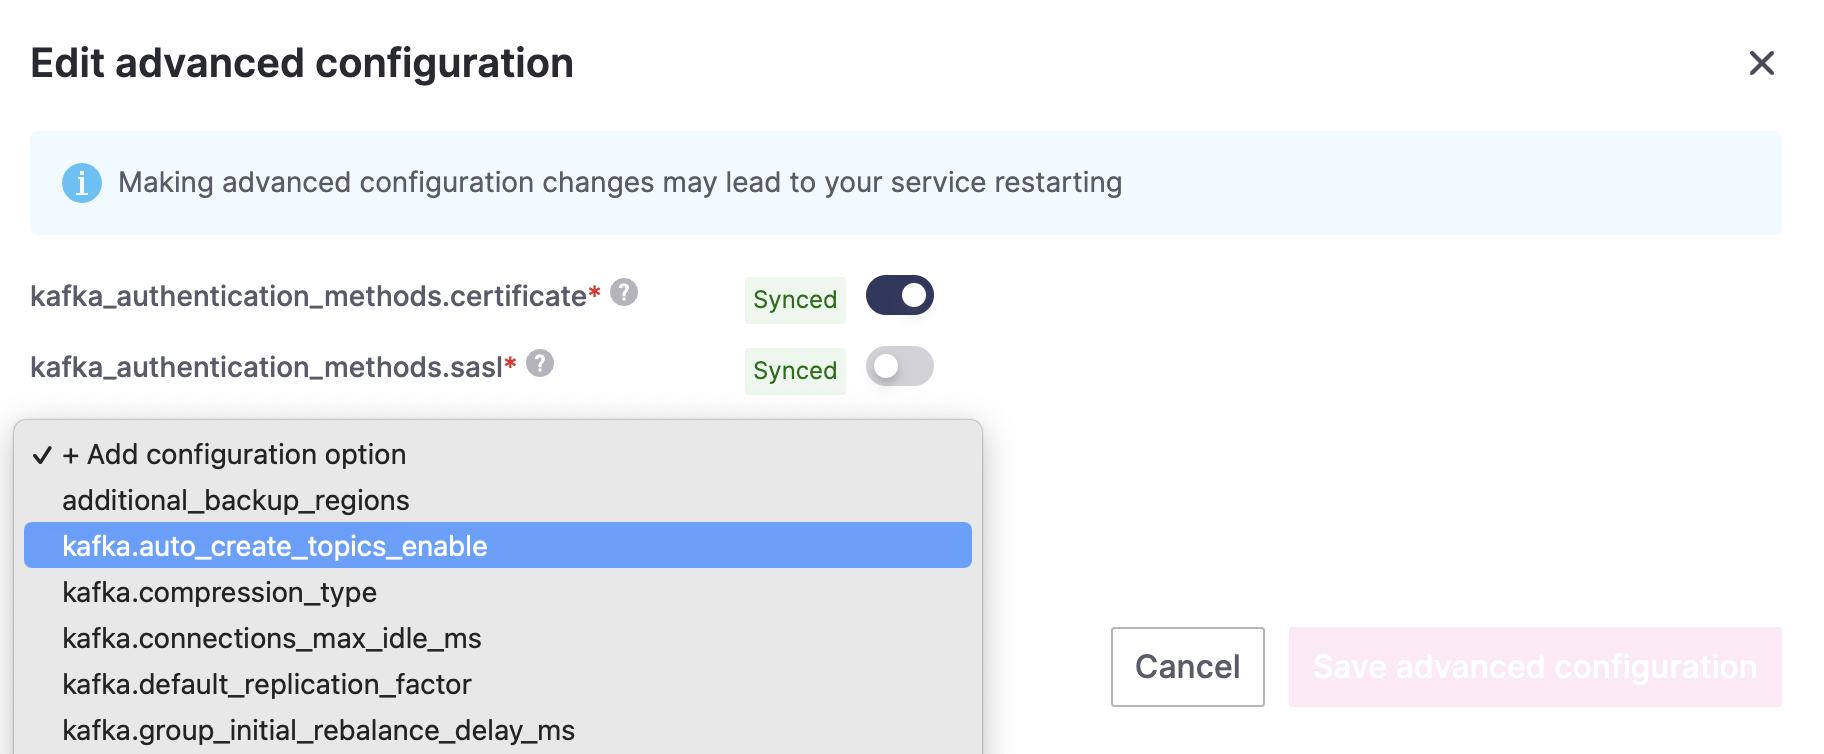 Edit advanced configuration
Making advanced configuration changes may lead to your service restarting
kafka_authentication_methods.certificate* ? Synced
kafka_authentication_methods.sasl* ? Synced
✓ + Add configuration option
additional_backup_regions
kafka.auto_create_topics_enable
kafka.compression_type
kafka.connections_max_idle_ms
kafka.default_replication_factor
kafka.group_initial_rebalance_delay_ms
Cancel Save advanced configuration